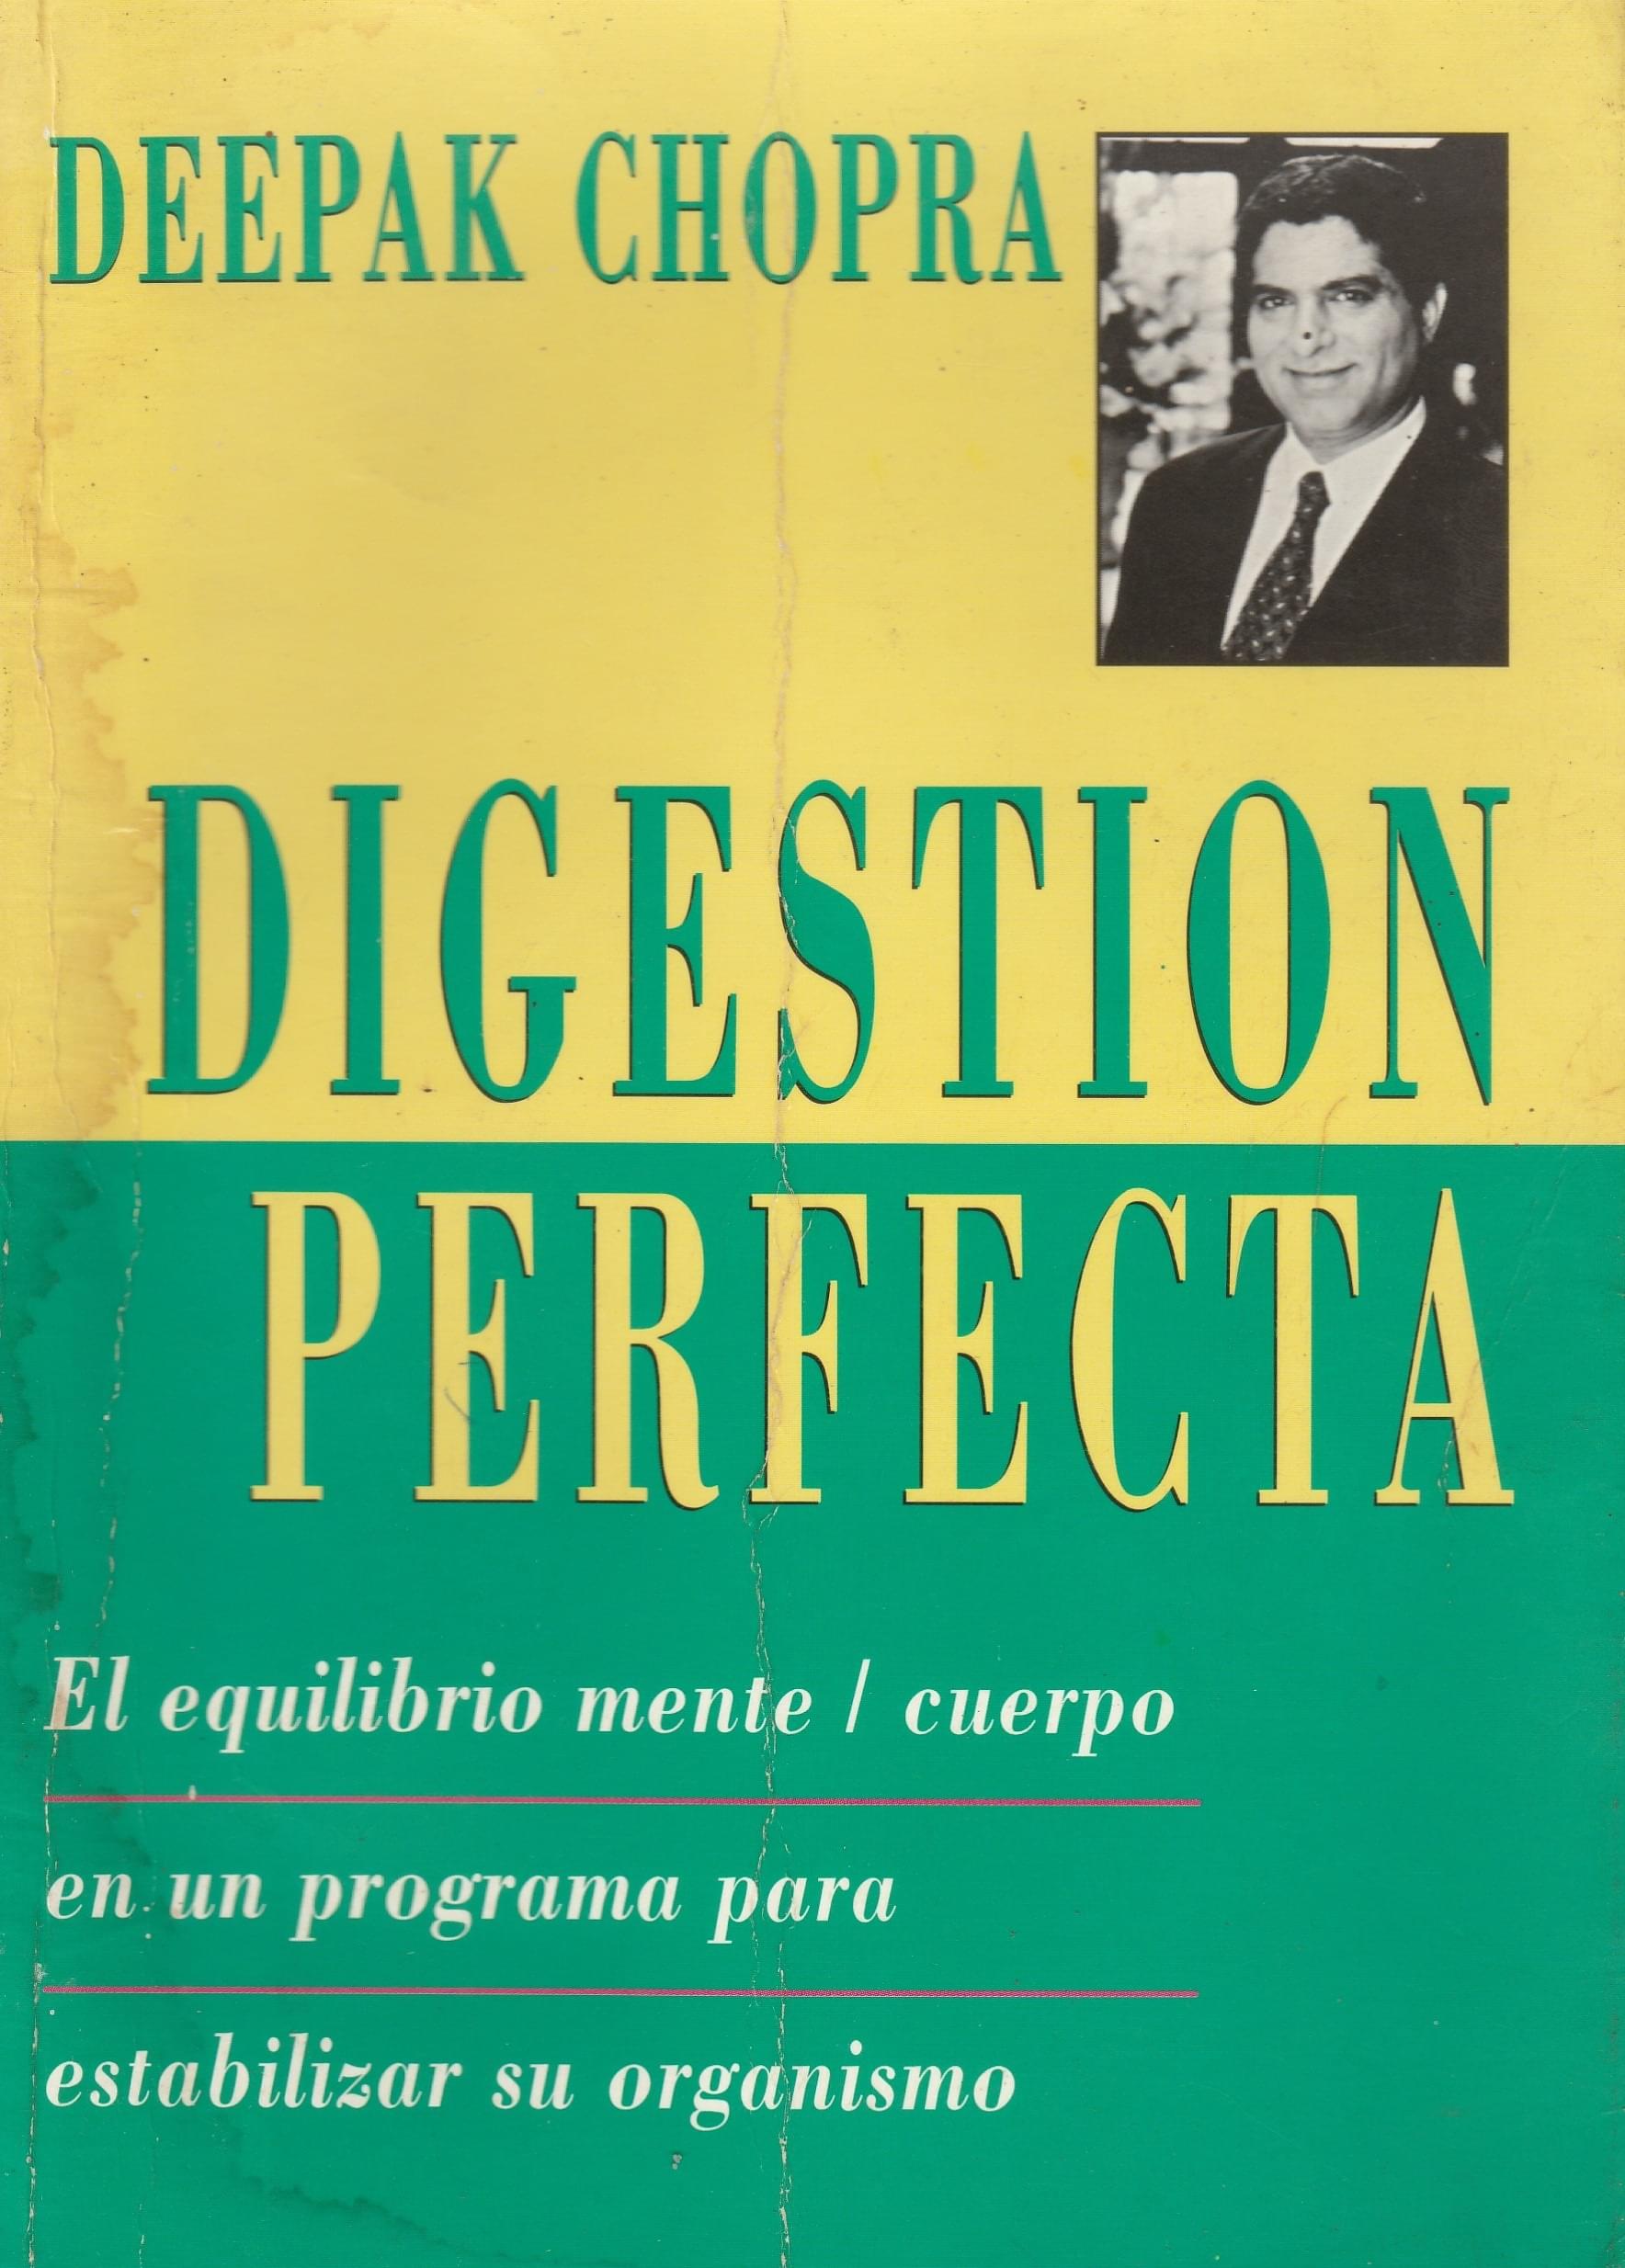 DEEPAK CHOPRA
DIGESTION
PERFECTA
El equilibrio mente / cuerpo
en un programa para
estabilizar su organismo